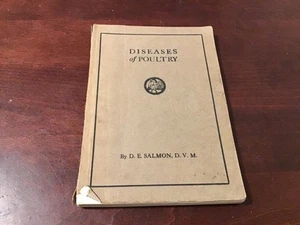 DISEASES
of POULTRY
By D. E. SALMON, D. V. M.